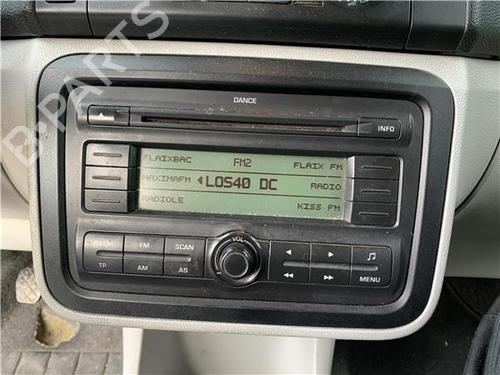 B-PARTS
DANCE
INFO
FLAIXBAC FM2 FLAIX FM
MAXIMAFM LOS40 DC RADIO
RADIOLE KISS FM
FM SCAN VOL
TP AM AS MENU